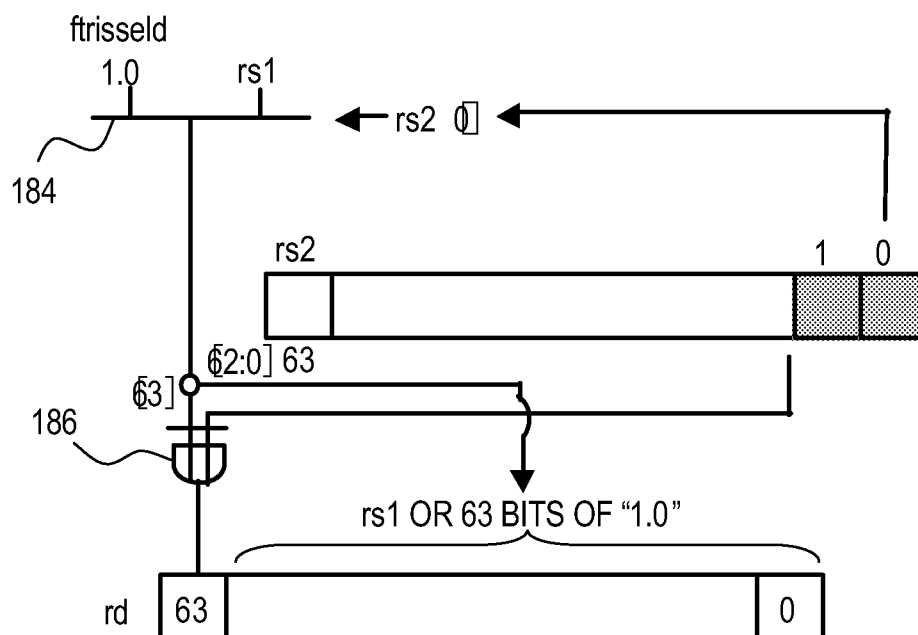 ftrisseld
1.0 rs1
rs2 0
184
rs2 1 0
[62:0] 63
[63]
186
rs1 OR 63 BITS OF “1.0”
rd 63 0